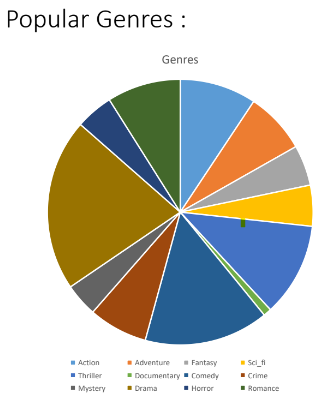 Popular Genres :
Genres
Action Adventure Fantasy Sci_fi
Thriller Documentary Comedy Crime
Mystery Drama Horror Romance